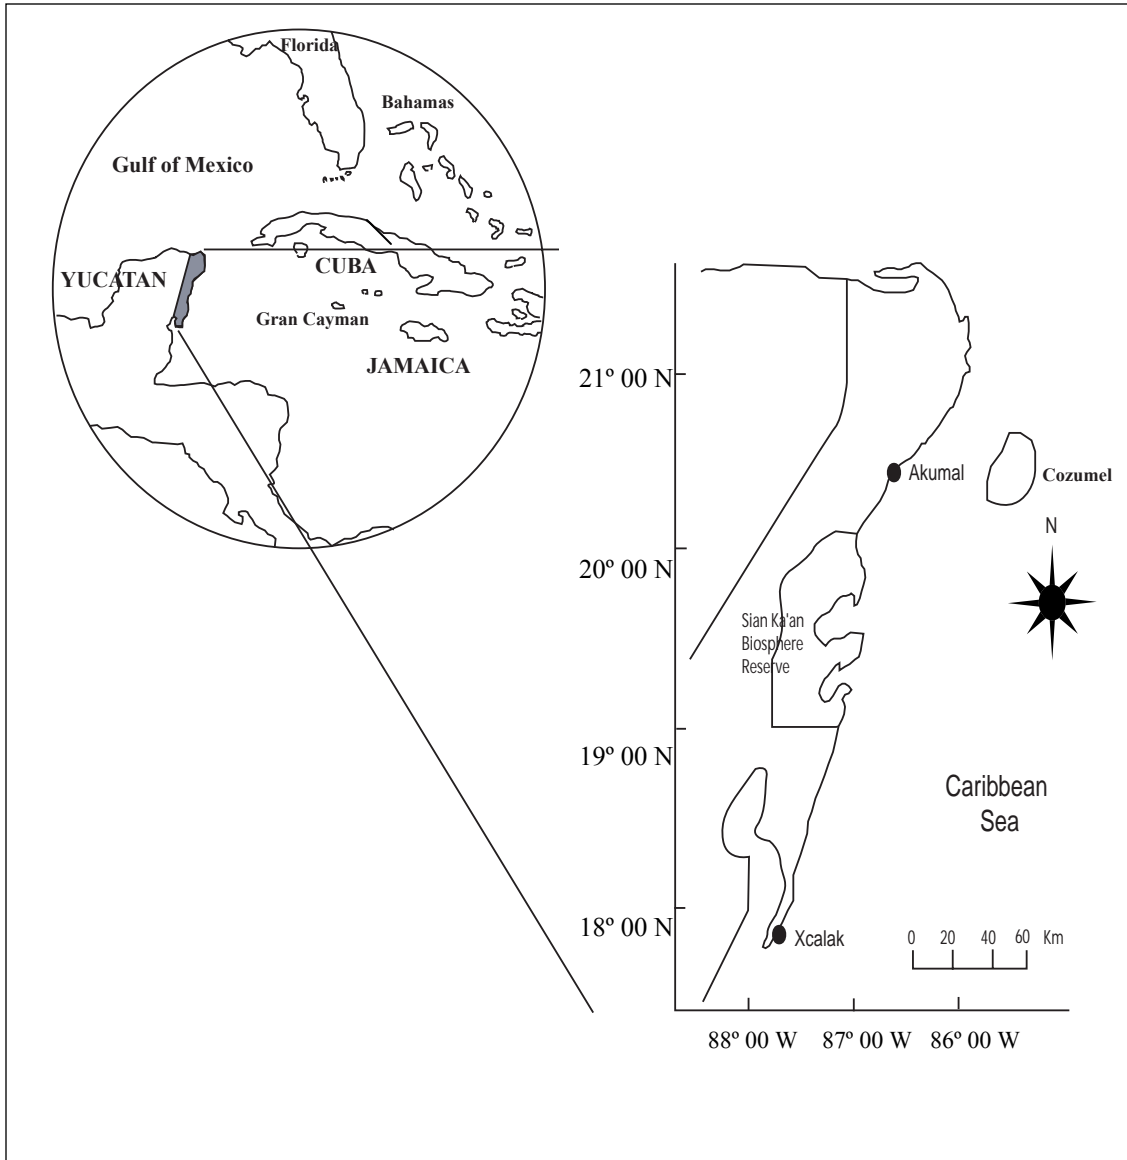 Florida
Bahamas
Gulf of Mexico
YUCATAN
CUBA
Gran Cayman
JAMAICA
21º 00 N
Akumal
Cozumel
N
20º 00 N
Sian Ka'an
Biosphere
Reserve
19º 00 N
Caribbean
Sea
18º 00 N
Xcalak
0 20 40 60 Km
88º 00 W 87º 00 W 86º 00 W